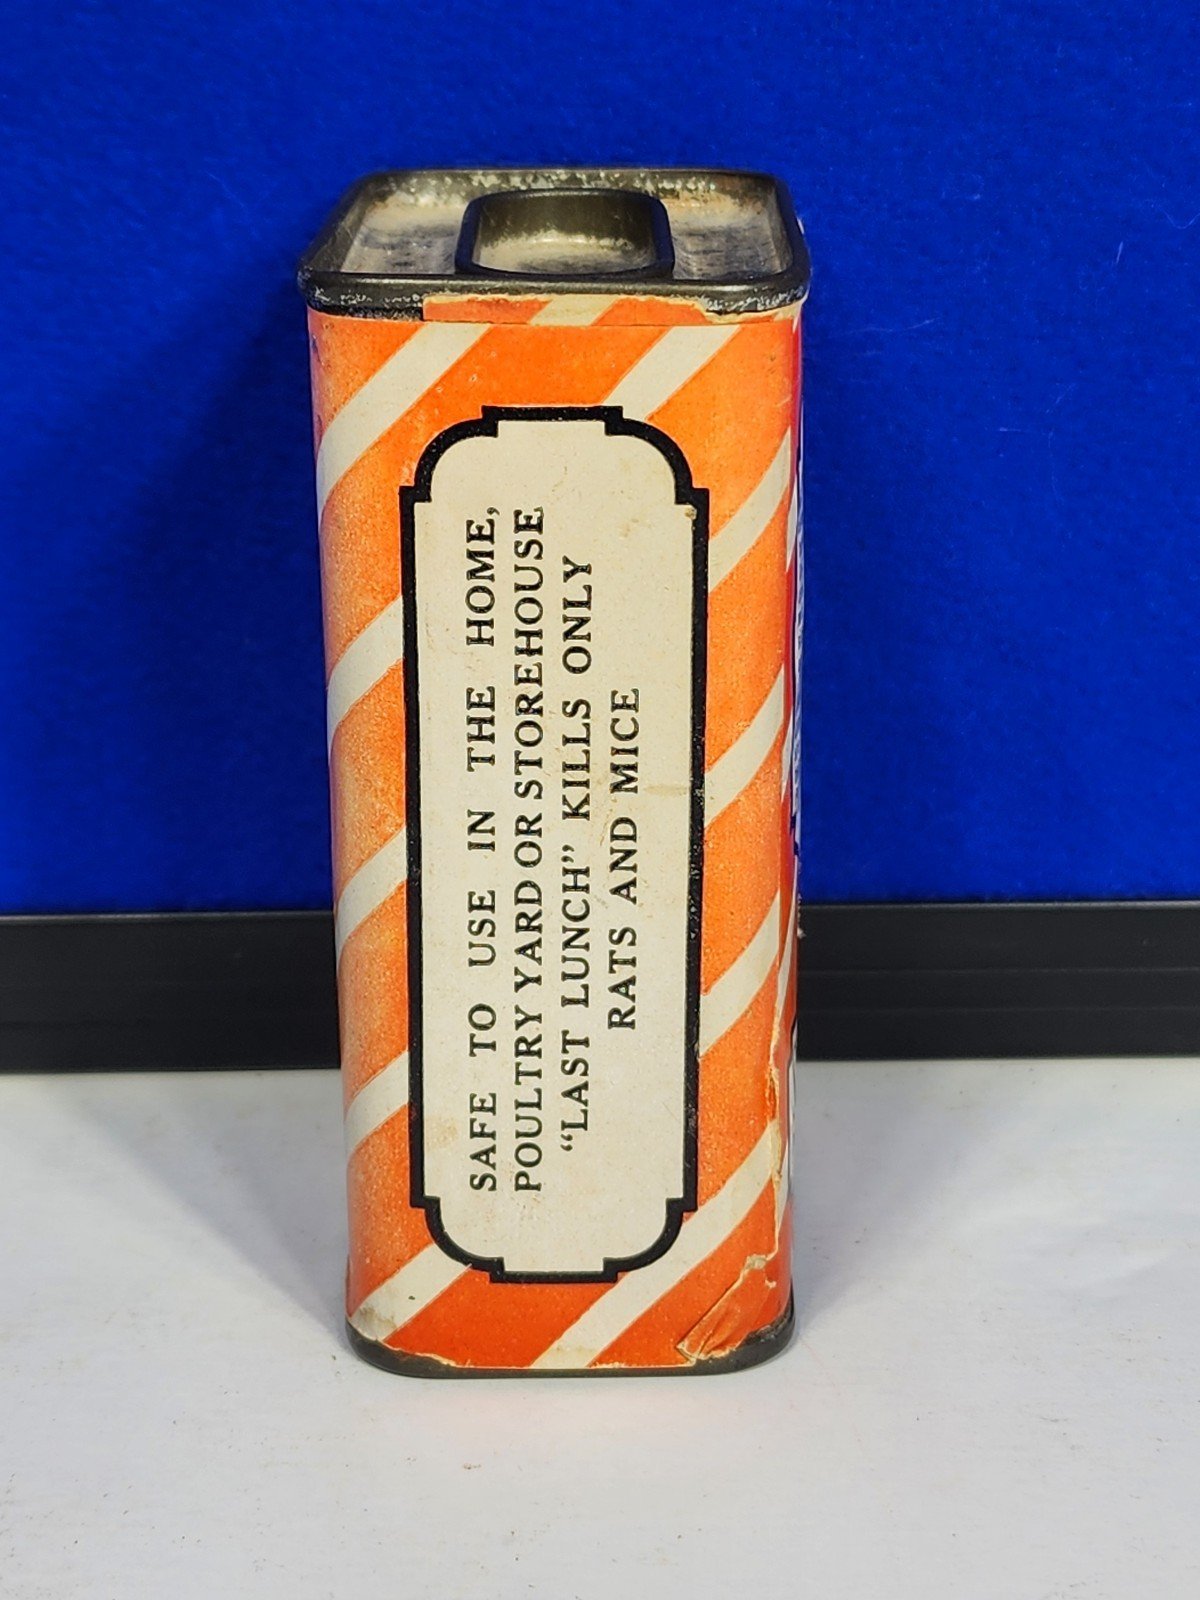 SAFE TO USE IN THE HOME,
POULTRY YARD OR STOREHOUSE
"LAST LUNCH" KILLS ONLY
RATS AND MICE